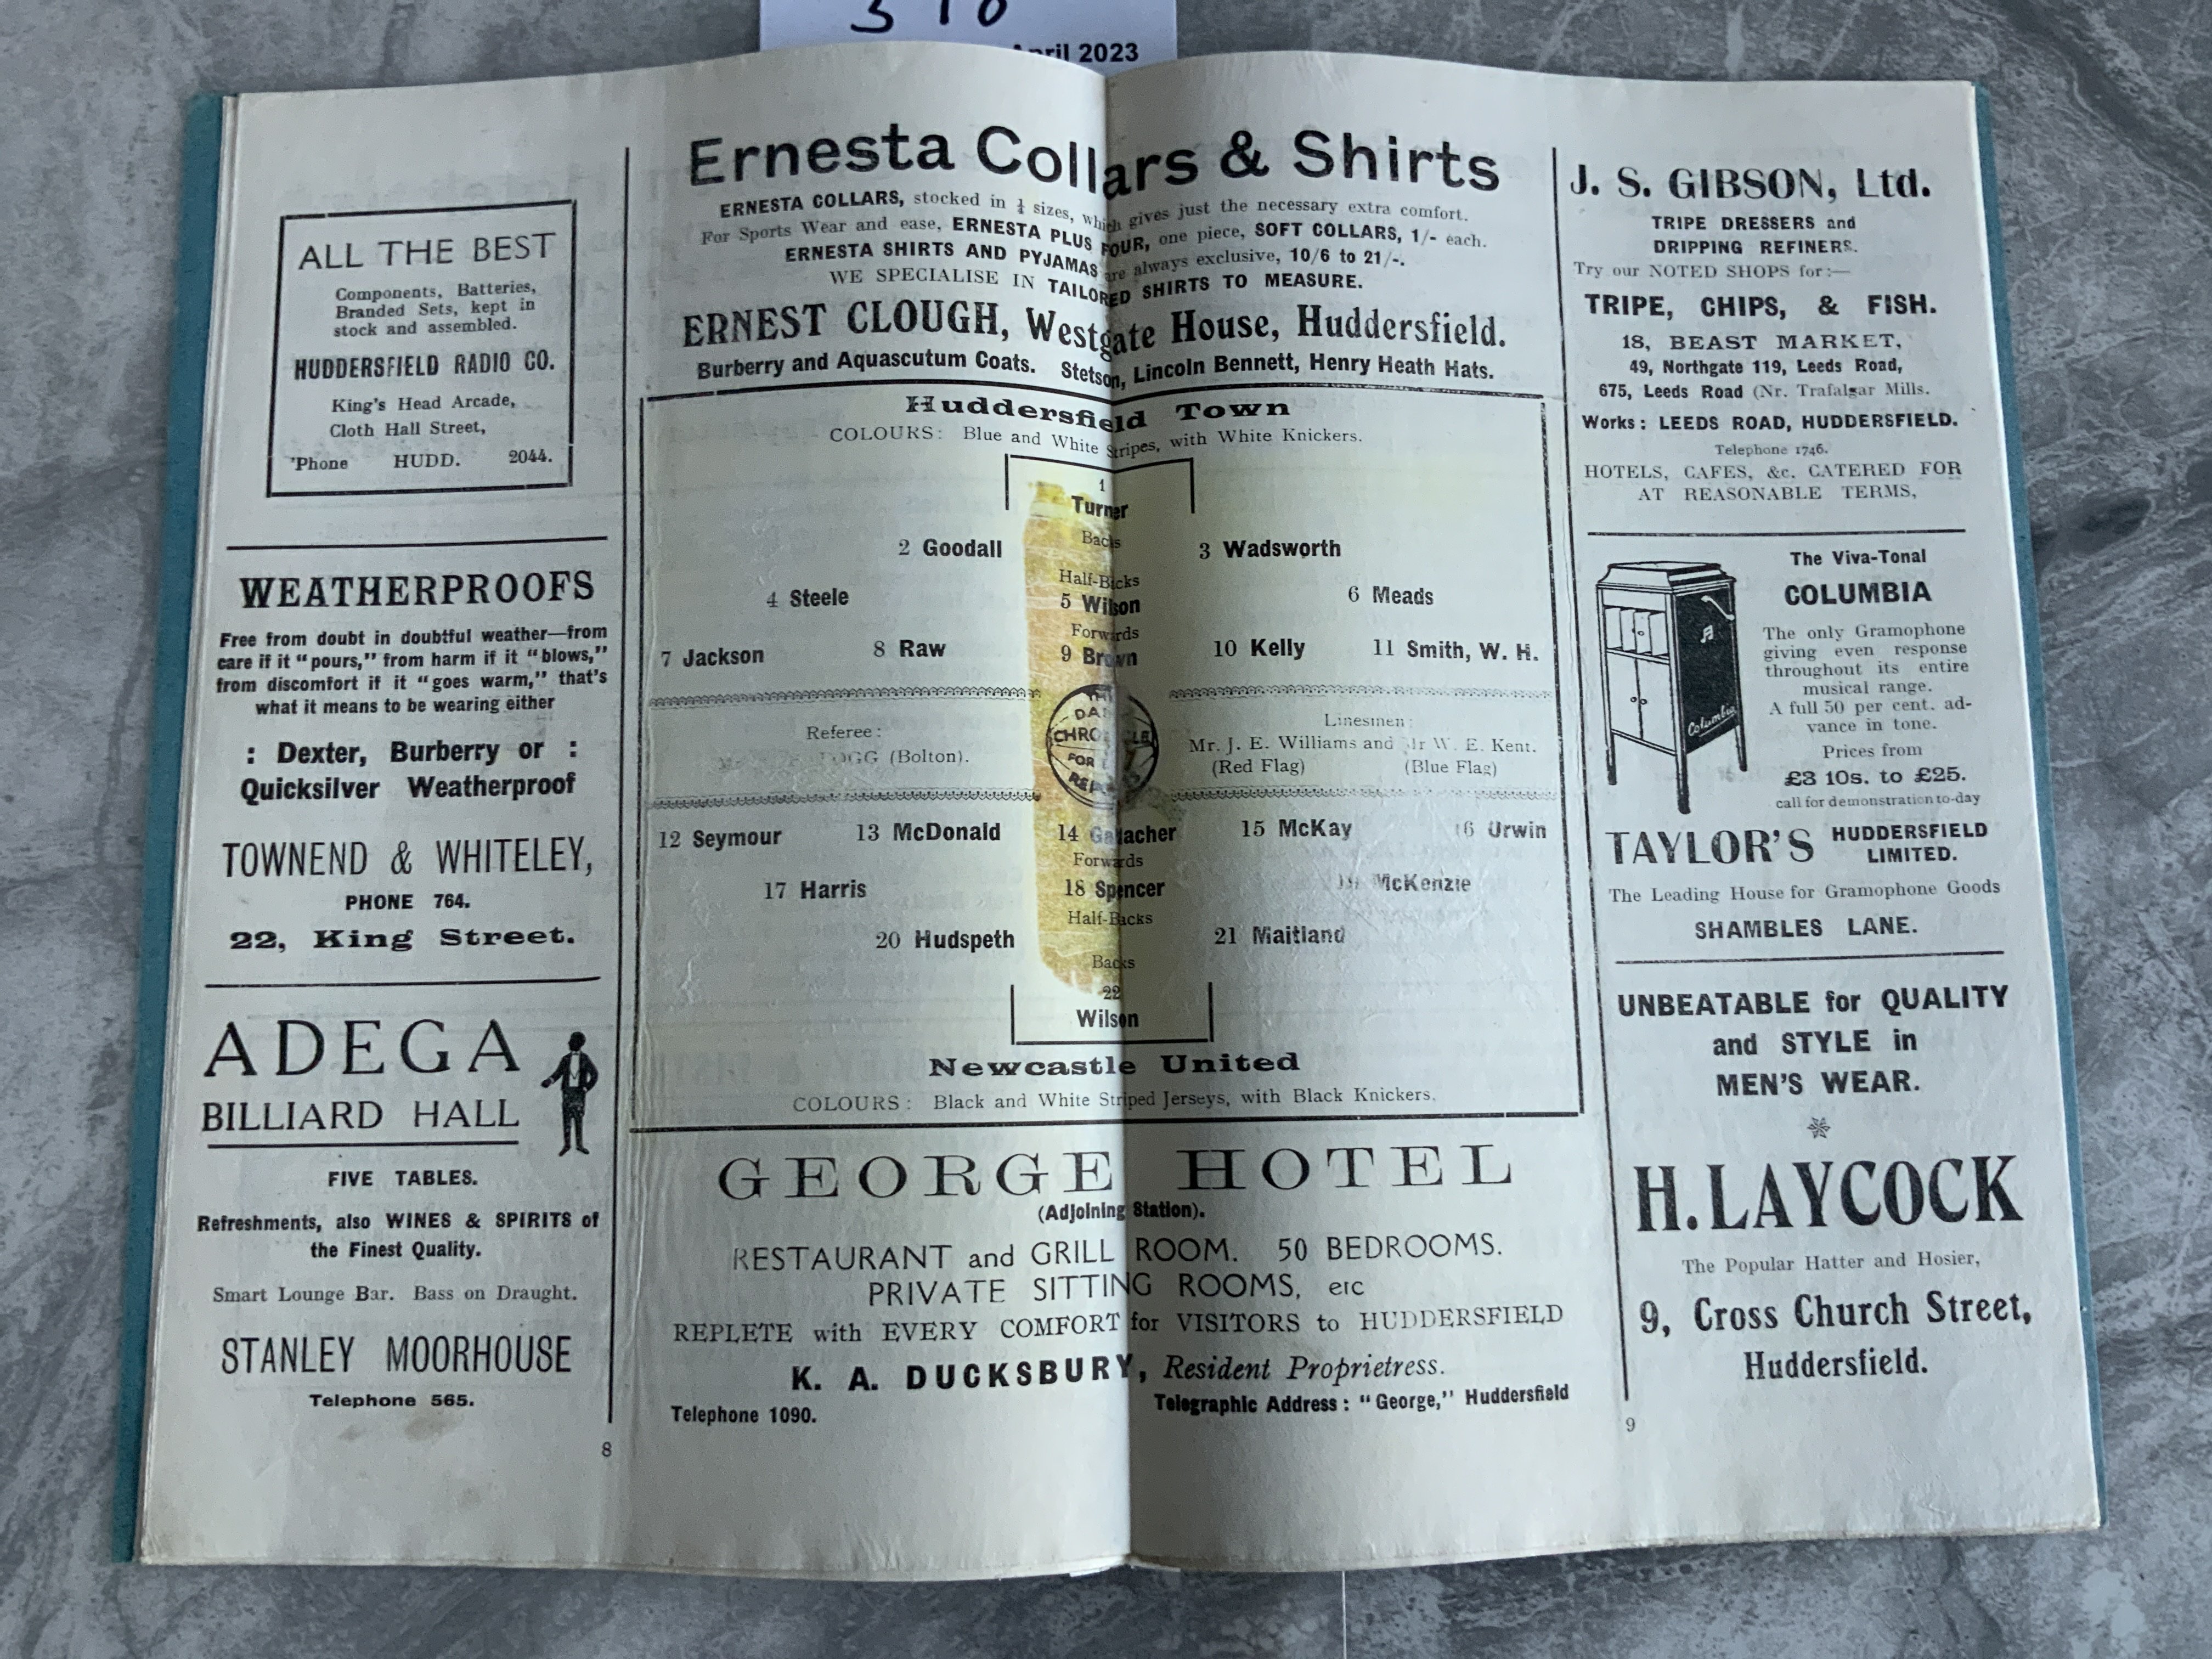 310
April 2023
ALL THE BEST
Components, Batteries,
Branded Sets, kept in
stock and assembled.
HUDDERSFIELD RADIO CO.
King's Head Arcade,
Cloth Hall Street,
'Phone HUDD. 2044.
WEATHERPROOFS
Free from doubt in doubtful weather—from
care if it "pours," from harm if it "blows,"
from discomfort if it "goes warm," that's
what it means to be wearing either
: Dexter, Burberry or :
Quicksilver Weatherproof
TOWNEND & WHITELEY,
PHONE 764.
22, King Street.
ADEGA
BILLIARD HALL
FIVE TABLES.
Refreshments, also WINES & SPIRITS of
the Finest Quality.
Smart Lounge Bar. Bass on Draught.
STANLEY MOORHOUSE
Telephone 565.
8
Ernesta Collars & Shirts
ERNESTA COLLARS, stocked in ¼ sizes, which gives just the necessary extra comfort.
For Sports Wear and ease, ERNESTA PLUS FOUR, one piece, SOFT COLLARS, 1/- each.
ERNESTA SHIRTS AND PYJAMAS are always exclusive, 10/6 to 21/-.
WE SPECIALISE IN TAILORED SHIRTS TO MEASURE.
ERNEST CLOUGH, Westgate House, Huddersfield.
Burberry and Aquascutum Coats. Stetson, Lincoln Bennett, Henry Heath Hats.
Huddersfield Town
COLOURS: Blue and White Stripes, with White Knickers.
1
Turner
Backs
2 Goodall 3 Wadsworth
Half-Backs
4 Steele 5 Wilson 6 Meads
Forwards
7 Jackson 8 Raw 9 Brown 10 Kelly 11 Smith, W. H.
Referee:
OGG (Bolton).
CHRO
FOR
Linesmen:
Mr. J. E. Williams and Mr W. E. Kent.
(Red Flag) (Blue Flag)
12 Seymour 13 McDonald 14 Gallacher 15 McKay 16 Urwin
Forwards
17 Harris 18 Spencer 19 McKenzie
Half-Backs
20 Hudspeth 21 Maitland
Backs
22
Wilson
Newcastle United
COLOURS: Black and White Striped Jerseys, with Black Knickers.
GEORGE HOTEL
(Adjoining Station).
RESTAURANT and GRILL ROOM. 50 BEDROOMS.
PRIVATE SITTING ROOMS, etc
REPLETE with EVERY COMFORT for VISITORS to HUDDERSFIELD
K. A. DUCKSBURY, Resident Proprietress.
Telephone 1090. Telegraphic Address: "George," Huddersfield
J. S. GIBSON, Ltd.
TRIPE DRESSERS and
DRIPPING REFINERS.
Try our NOTED SHOPS for:—
TRIPE, CHIPS, & FISH.
18, BEAST MARKET,
49, Northgate 119, Leeds Road,
675, Leeds Road (Nr. Trafalgar Mills.
Works: LEEDS ROAD, HUDDERSFIELD.
Telephone 1746.
HOTELS, CAFES, &c. CATERED FOR
AT REASONABLE TERMS,
The Viva-Tonal
COLUMBIA
The only Gramophone
giving even response
throughout its entire
musical range.
A full 50 per cent. ad-
vance in tone.
Prices from
£3 10s. to £25.
call for demonstration to-day
Columbia
TAYLOR'S HUDDERSFIELD
LIMITED.
The Leading House for Gramophone Goods
SHAMBLES LANE.
UNBEATABLE for QUALITY
and STYLE in
MEN'S WEAR.
H. LAYCOCK
The Popular Hatter and Hosier,
9, Cross Church Street,
Huddersfield.
9